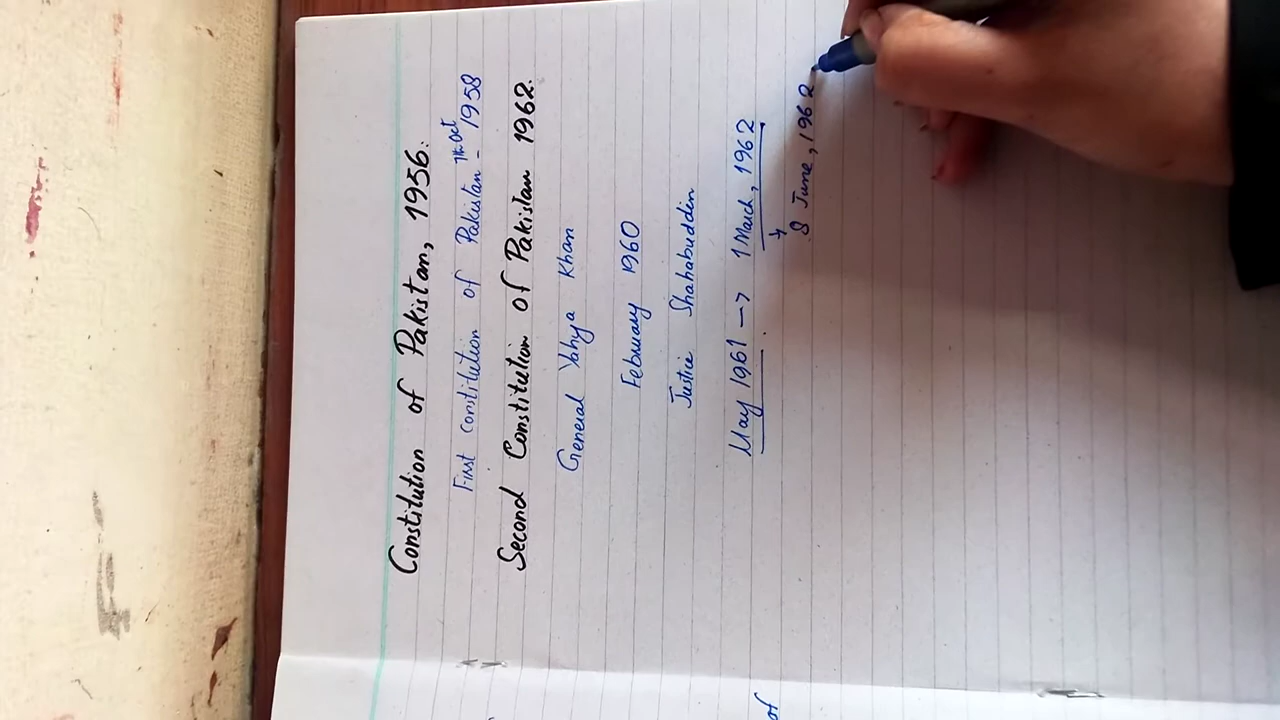 Constitution of Pakistan, 1956:
First constitution of Pakistan - 7th Oct 1958
Second Constitution of Pakistan 1962.
General Yahya Khan
February 1960
Justice Shahabuddin
May 1961 → 1 March, 1962
↓
8 June, 1962
of